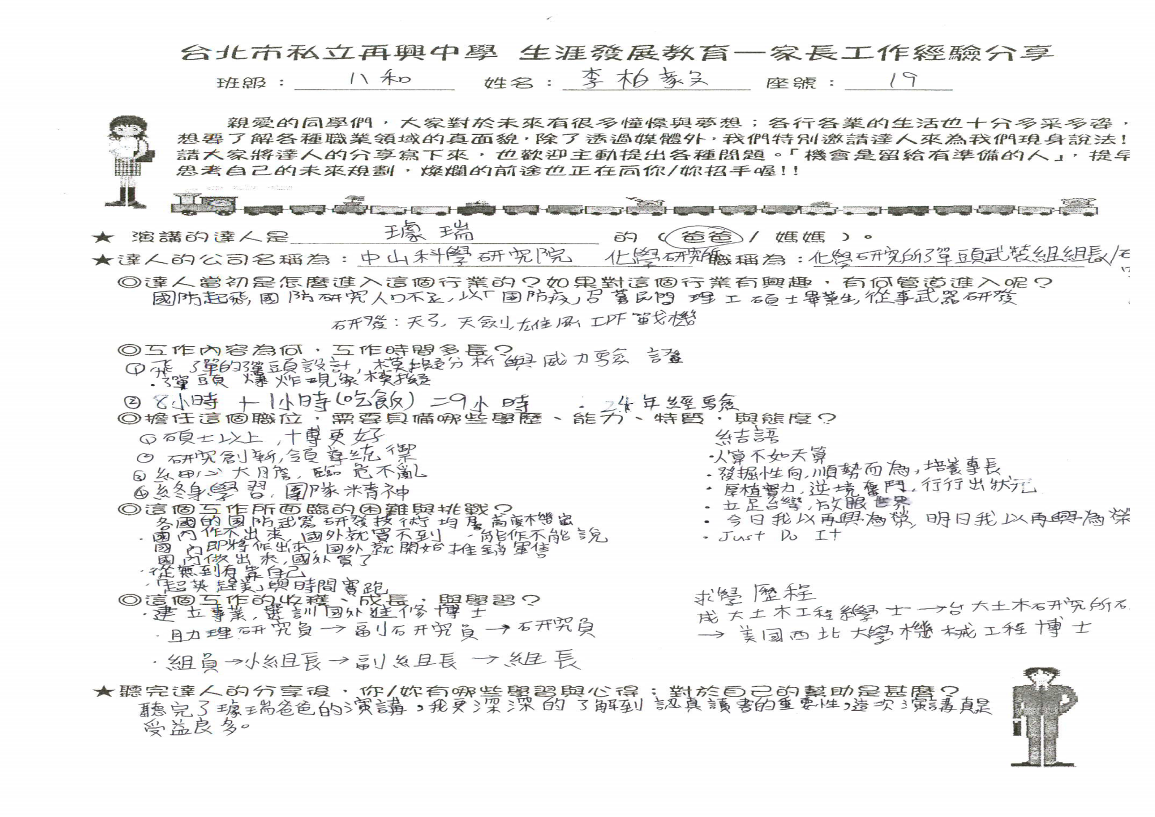 台北市私立再興中學 生涯發展教育—家長工作經驗分享
班級: 八和 姓名: 李柏毅 座號: 19
親愛的同學們，大家對於未來有很多憧憬與夢想；各行各業的生活也十分多采多姿，
想要了解各種職業領域的真面貌，除了透過媒體外，我們特別邀請達人來為我們現身說法！
請大家將達人的分享寫下來，也歡迎主動提出各種問題。「機會是留給有準備的人」，提早
思考自己的未來規劃，燦爛的前途也正在向你/妳招手喔!!
★ 演講的達人是 璩瑞 的 ( 爸爸 / 媽媽 )。
★達人的公司名稱為: 中山科學研究院 化學研究所 職稱為: 化學研究所彈頭武裝組組長/
◎達人當初是怎麼進入這個行業的?如果對這個行業有興趣，有何管道進入呢?
國防起飛, 國防研究人口不足, 以「國防役」召募民間理工碩士畢業生, 從事武器研發
研發: 天弓, 天劍, 雄風 IDF 戰機
◎工作內容為何，工作時間多長?
① 飛彈的彈頭設計, 模擬分析與威力驗證
·彈頭爆炸現象模擬
② 8小時+1小時(吃飯)=9小時 · 24年經驗
◎擔任這個職位，需要具備哪些學歷、能力、特質，與態度?
① 碩士以上, 博更好
② 研究創新, 領導統御
③ 細心大膽, 臨危不亂
④ 終身學習, 團隊精神
結語
·人算不如天算
·發掘性向, 順勢而為, 培養專長
·厚植實力, 逆境奮鬥, 行行出狀元
·立足台灣, 放眼世界
·今日我以再興為榮, 明日我以再興為榮
·Just Do It
◎這個工作所面臨的困難與挑戰?
各國的國防武器研發技術均屬高度機密
·國內作不出來, 國外就買不到 ·能作不能說
國內即將作出來, 國外就開始推銷軍售
國內做出來, 國外賣了
·從無到有靠自己
·超英趕美, 與時間賽跑
◎這個工作的收穫、成長，與學習?
·建立專業, 選訓國外進修博士
·助理研究員→副研究員→研究員
·組員→小組長→副組長→組長
求學歷程
成大土木工程學士→台大土木研究所
→美國西北大學機械工程博士
★聽完達人的分享後，你/妳有哪些學習與心得；對於自己的幫助是甚麼?
聽完了璩瑞爸爸的演講, 我更深深的了解到認真讀書的重要性, 這次演講真是
受益良多。